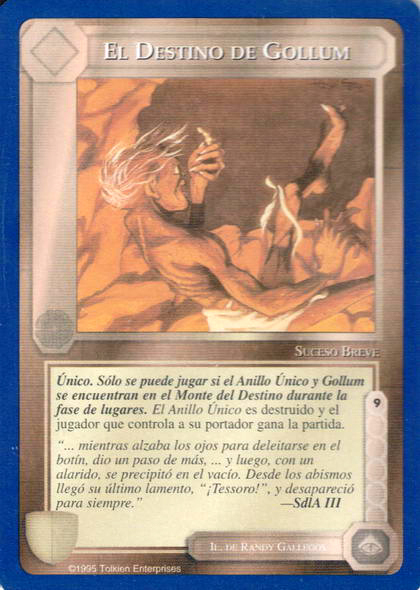 El Destino de Gollum
Suceso Breve
Único. Sólo se puede jugar si el Anillo Único y Gollum
se encuentran en el Monte del Destino durante la
fase de lugares. El Anillo Único es destruido y el
jugador que controla a su portador gana la partida.
9
“... mientras alzaba los ojos para deleitarse en el
botín, dio un paso de más, ... y luego, con un
alarido, se precipitó en el vacío. Desde los abismos
llegó su último lamento, “¡Tessoro!”, y desapareció
para siempre.” —SdlA III
Il. de Randy Gallegos
©1995 Tolkien Enterprises